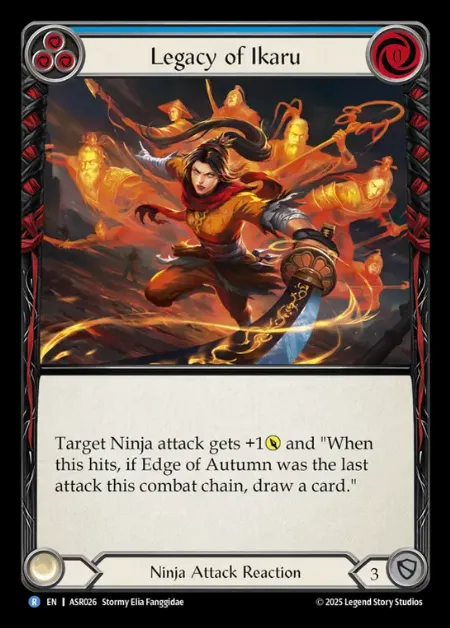 Legacy of Ikaru
0
Target Ninja attack gets +1 and "When
this hits, if Edge of Autumn was the last
attack this combat chain, draw a card."
Ninja Attack Reaction
3
R EN | ASR026 Stormy Elia Fanggidae
© 2025 Legend Story Studios